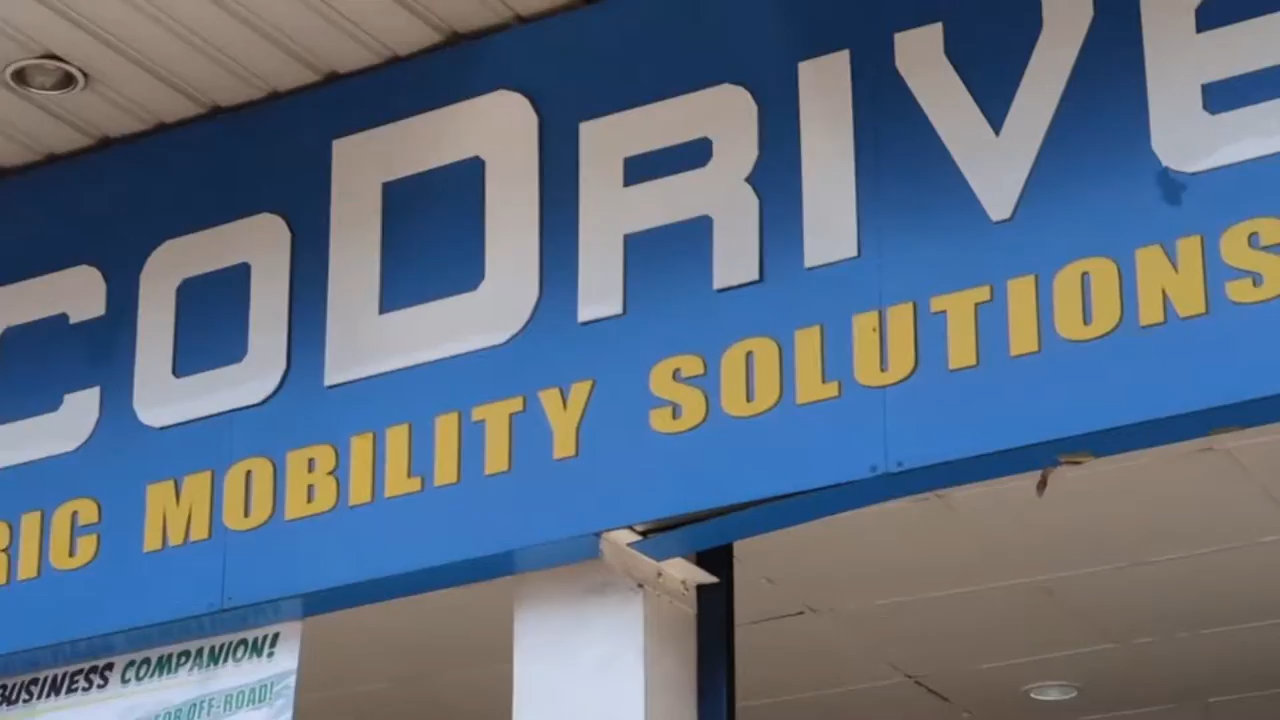 CODRIVE
RIC MOBILITY SOLUTIONS
BUSINESS COMPANION!
FOR OFF-ROAD!